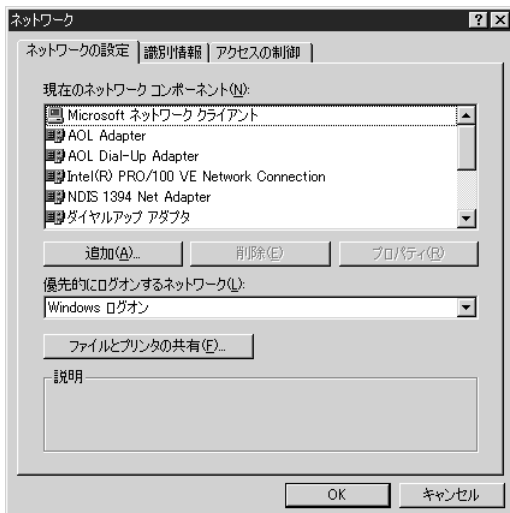 ネットワーク
ネットワークの設定 識別情報 アクセスの制御
現在のネットワーク コンポーネント(N):
Microsoft ネットワーク クライアント
AOL Adapter
AOL Dial-Up Adapter
Intel(R) PRO/100 VE Network Connection
NDIS 1394 Net Adapter
ダイヤルアップ アダプタ
追加(A)... 削除(E) プロパティ(R)
優先的にログオンするネットワーク(L):
Windows ログオン
ファイルとプリンタの共有(F)...
説明
OK キャンセル